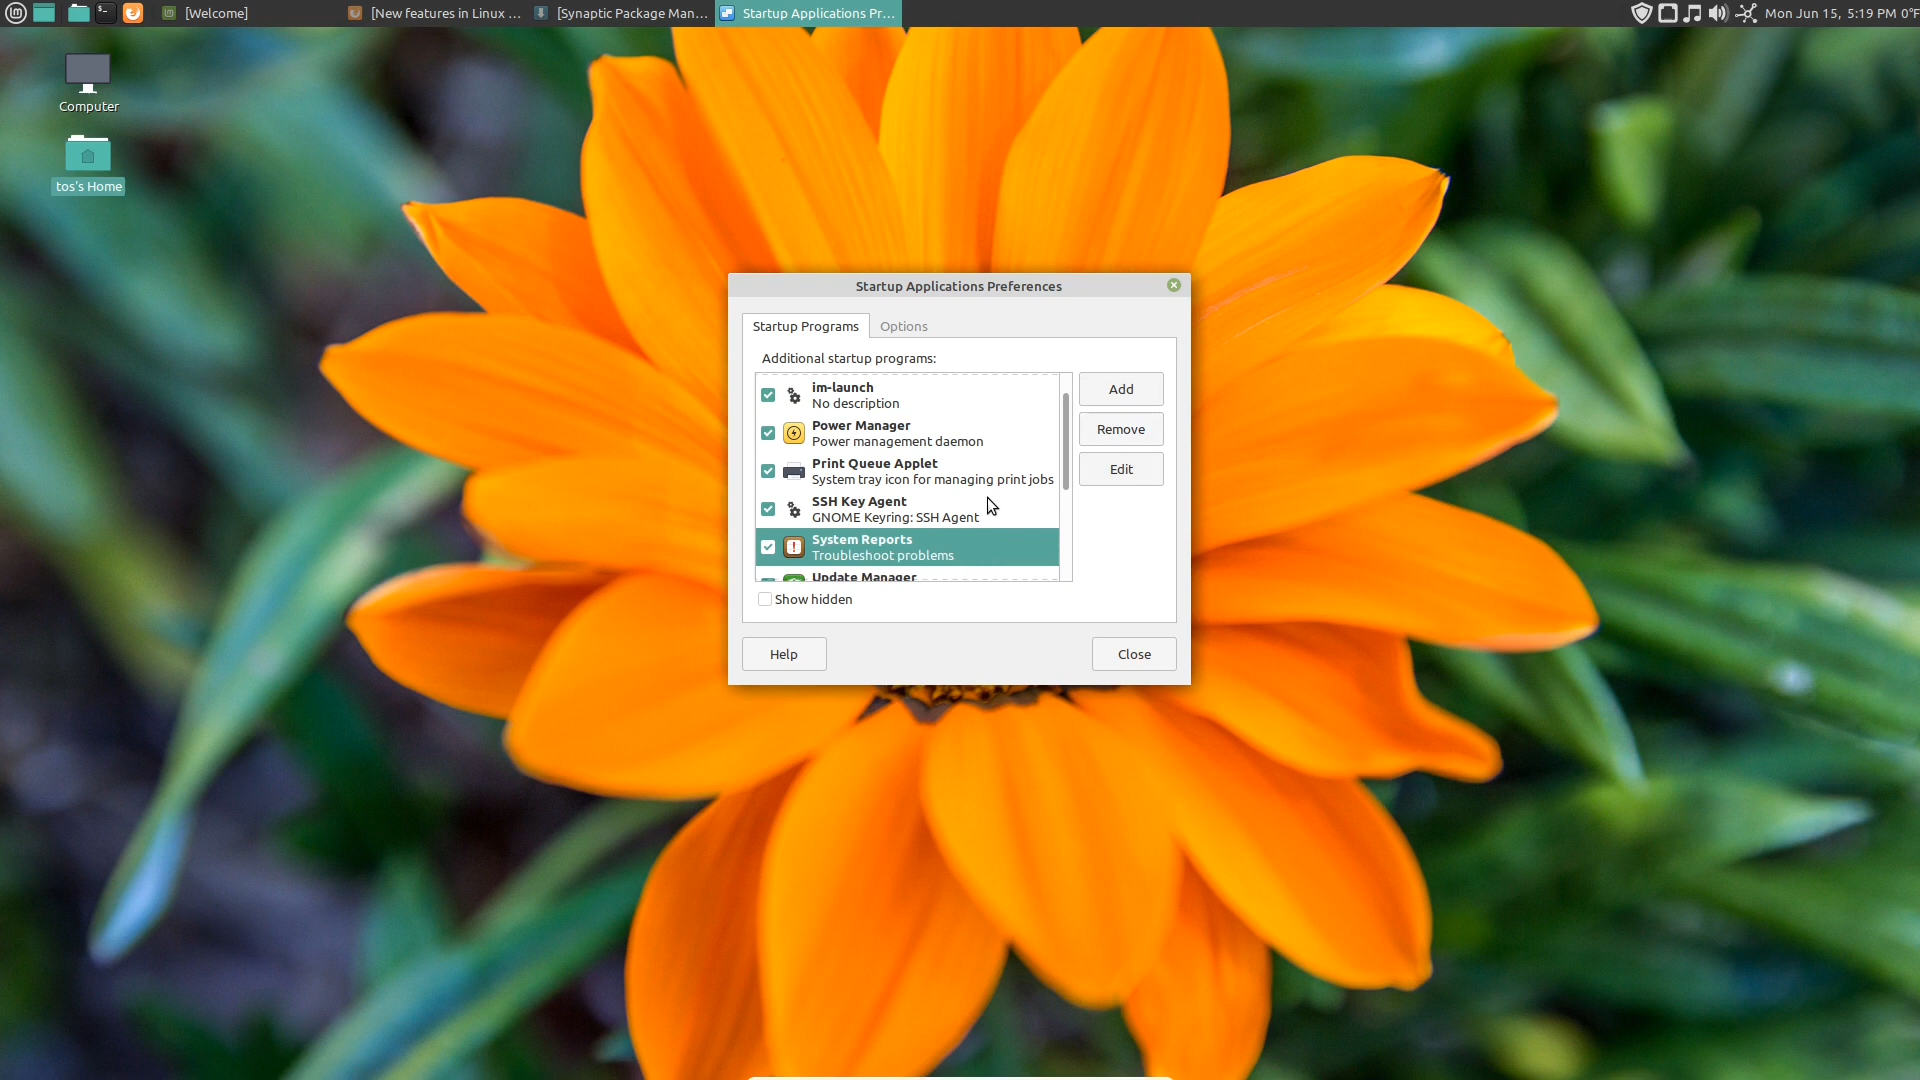 [Welcome]
[New features in Linux ...
[Synaptic Package Man...
Startup Applications Pr...
Mon Jun 15, 5:19 PM 0°F
Computer
tos's Home
Startup Applications Preferences
Startup Programs
Options
Additional startup programs:
im-launch
No description
Power Manager
Power management daemon
Print Queue Applet
System tray icon for managing print jobs
SSH Key Agent
GNOME Keyring: SSH Agent
System Reports
Troubleshoot problems
Update Manager
Add
Remove
Edit
Show hidden
Help
Close